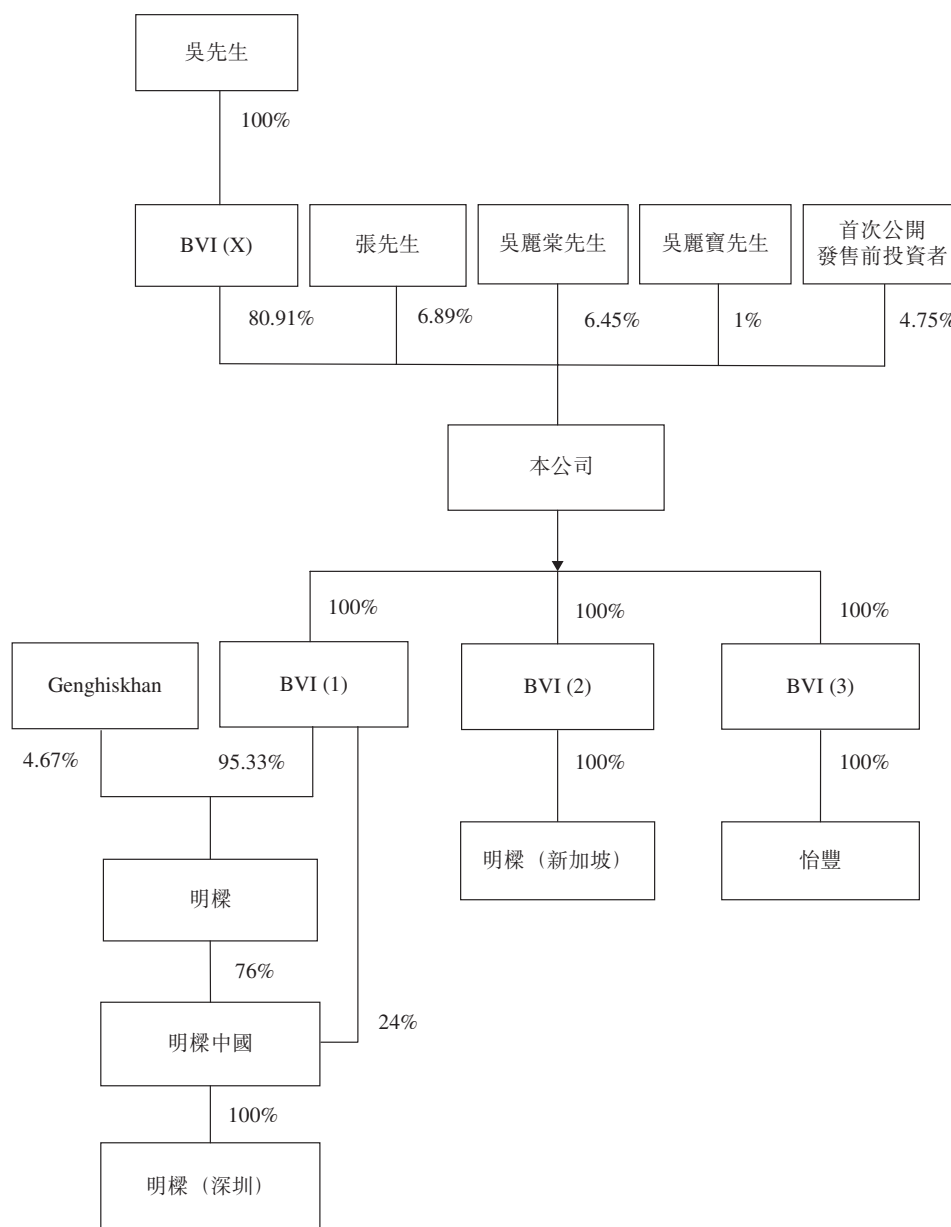 吳先生
100%
BVI (X)
張先生
吳麗棠先生
吳麗寶先生
首次公開
發售前投資者
80.91%
6.89%
6.45%
1%
4.75%
本公司
100%
100%
100%
Genghiskhan
BVI (1)
BVI (2)
BVI (3)
4.67%
95.33%
100%
100%
明樑
明樑（新加坡）
怡豐
76%
明樑中國
24%
100%
明樑（深圳）